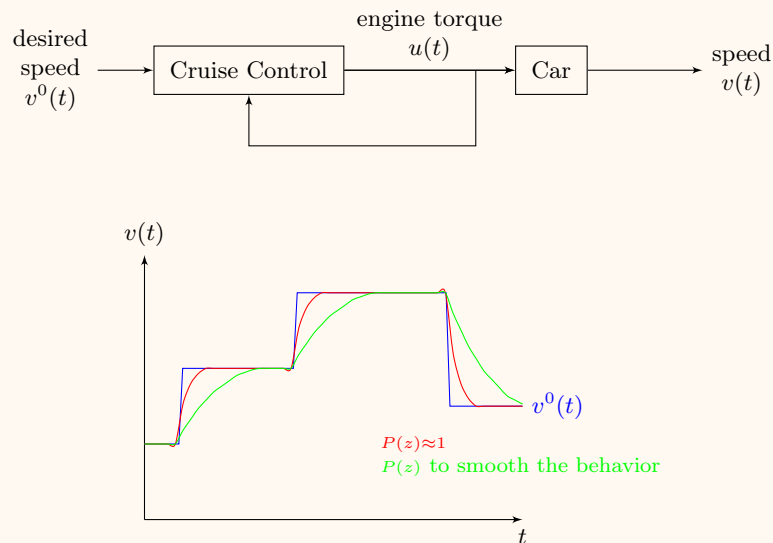 desired
speed
v⁰(t)
Cruise Control
engine torque
u(t)
Car
speed
v(t)
v(t)
v⁰(t)
P(z)≈1
P(z) to smooth the behavior
t